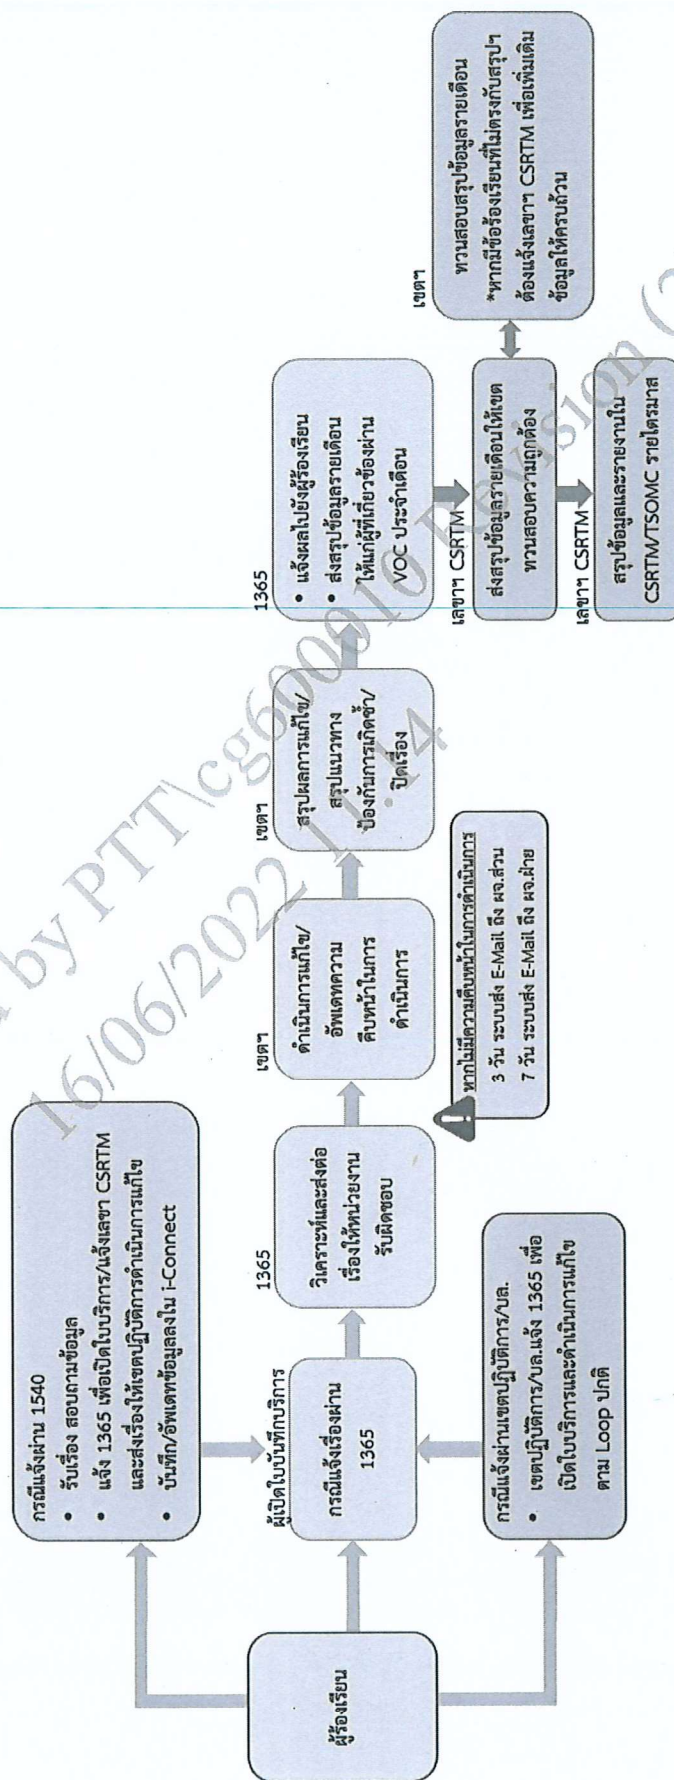 ผู้ร้องเรียน
กรณีแจ้งผ่าน 1540
• รับเรื่อง สอบถามข้อมูล
• แจ้ง 1365 เพื่อเปิดใบบริการ/แจ้งเลขา CSRTM
และส่งเรื่องให้เขตปฏิบัติการดำเนินการแก้ไข
• บันทึก/อัพเดทข้อมูลลงใน i-Connect
ผู้เปิดใบบันทึกบริการ
กรณีแจ้งเรื่องผ่าน
1365
กรณีแจ้งผ่านเขตปฏิบัติการ/บล.
• เขตปฏิบัติการ/บล.แจ้ง 1365 เพื่อ
เปิดใบบริการและดำเนินการแก้ไข
ตาม Loop ปกติ
1365
วิเคราะห์และส่งต่อ
เรื่องให้หน่วยงาน
รับผิดชอบ
เขตฯ
ดำเนินการแก้ไข/
อัพเดทความ
คืบหน้าในการ
ดำเนินการ
หากไม่มีความคืบหน้าในการดำเนินการ
3 วัน ระบบส่ง E-Mail ถึง ผจ.ส่วน
7 วัน ระบบส่ง E-Mail ถึง ผจ.ฝ่าย
เขตฯ
สรุปผลการแก้ไข/
สรุปแนวทาง
ป้องกันการเกิดซ้ำ/
ปิดเรื่อง
1365
• แจ้งผลไปยังผู้ร้องเรียน
• ส่งสรุปข้อมูลรายเดือน
ให้แก่ผู้ที่เกี่ยวข้องผ่าน
VOC ประจำเดือน
เลขาฯ CSRTM
ส่งสรุปข้อมูลรายเดือนให้เขต
ทวนสอบความถูกต้อง
เขตฯ
ทวนสอบสรุปข้อมูลรายเดือน
*หากมีข้อร้องเรียนที่ไม่ตรงกับสรุปฯ
ต้องแจ้งเลขาฯ CSRTM เพื่อเพิ่มเติม
ข้อมูลให้ครบถ้วน
เลขาฯ CSRTM
สรุปข้อมูลและรายงานใน
CSRTM/TSOMC รายไตรมาส
by PTT\cg600010 Revision (
16/06/2022 17.14